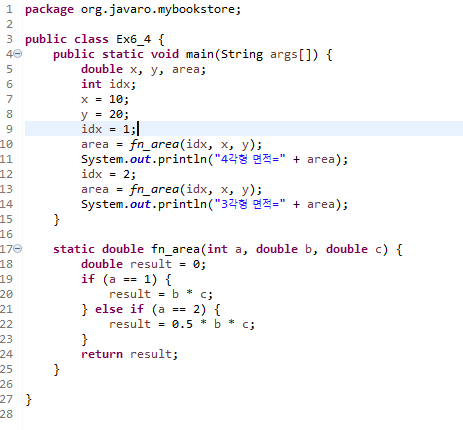 1 package org.javaro.mybookstore;
2
3 public class Ex6_4 {
4 public static void main(String args[]) {
5 double x, y, area;
6 int idx;
7 x = 10;
8 y = 20;
9 idx = 1;
10 area = fn_area(idx, x, y);
11 System.out.println("4각형 면적=" + area);
12 idx = 2;
13 area = fn_area(idx, x, y);
14 System.out.println("3각형 면적=" + area);
15 }
16
17 static double fn_area(int a, double b, double c) {
18 double result = 0;
19 if (a == 1) {
20 result = b * c;
21 } else if (a == 2) {
22 result = 0.5 * b * c;
23 }
24 return result;
25 }
26
27 }
28